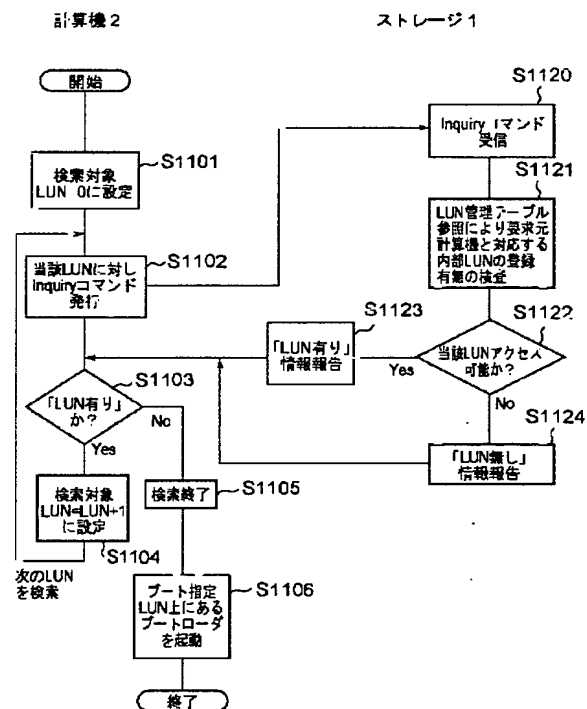 計算機2
ストレージ1
開始
S1101
検索対象
LUN=0に設定
S1102
当該LUNに対し
Inquiryコマンド
発行
S1103
「LUN有り」
か?
No
Yes
検索対象
LUN=LUN+1
に設定
S1104
次のLUN
を検索
S1105
検索終了
S1106
ブート指定
LUN上にある
ブートローダ
を起動
終了
S1120
Inquiryコマンド
受信
S1121
LUN管理テーブル
参照により要求元
計算機と対応する
内部LUNの登録
有無の検査
S1122
当該LUNアクセス
可能か?
Yes
No
S1123
「LUN有り」
情報報告
S1124
「LUN無し」
情報報告